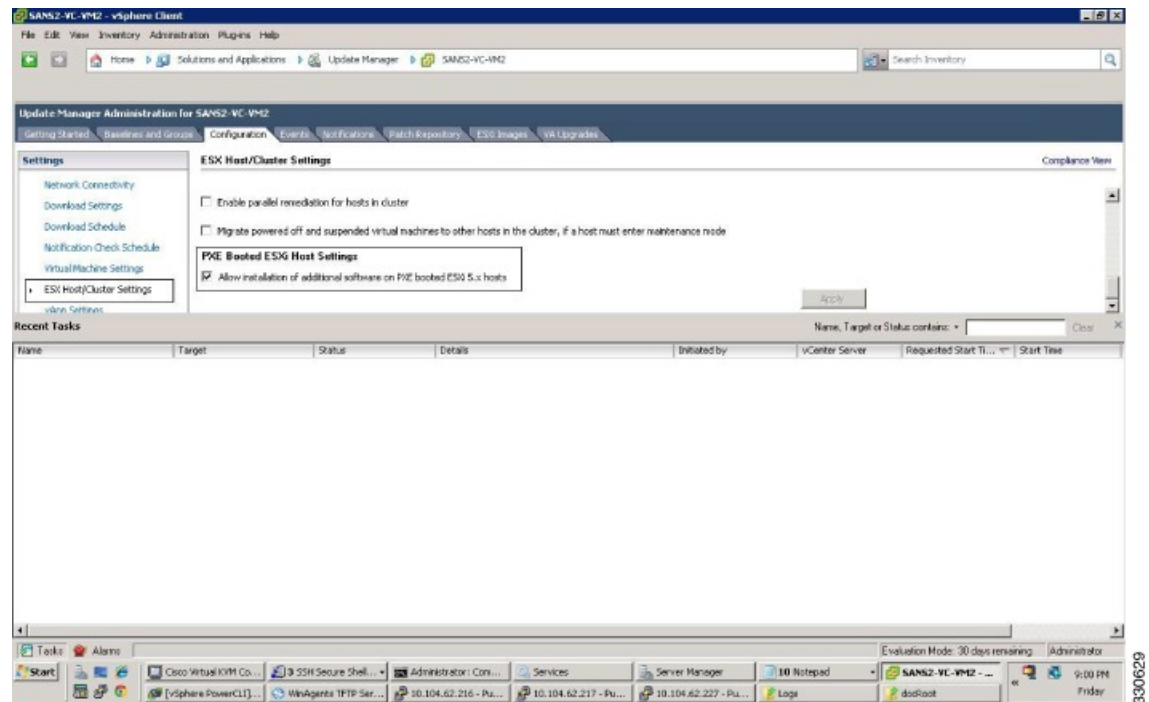 SANS2-VC-VM2 - vSphere Client
File Edit View Inventory Administration Plug-ins Help
Home Solutions and Applications Update Manager SANS2-VC-VM2 Search Inventory
Update Manager Administration for SANS2-VC-VM2
Getting Started Baselines and Groups Configuration Events Notifications Patch Repository ESXi Images VA Upgrades
Settings
ESX Host/Cluster Settings
Compliance View
Network Connectivity
Download Settings
Download Schedule
Notification Check Schedule
Virtual Machine Settings
ESX Host/Cluster Settings
vApp Settings
Enable parallel remediation for hosts in cluster
Migrate powered off and suspended virtual machines to other hosts in the cluster, if a host must enter maintenance mode
PXE Booted ESXi Host Settings
Allow installation of additional software on PXE booted ESXi 5.x hosts
Apply
Recent Tasks
Name, Target or Status contains: Clear
Name Target Status Details Initiated by vCenter Server Requested Start Ti... Start Time
Tasks Alarms
Evaluation Mode: 30 days remaining Administrator
Start Cisco Virtual KVM Co... 3 SSH Secure Shell... Administrator: Com... Services Server Manager 10 Notepad SANS2-VC-VM2 - ... 9:00 PM
[vSphere PowerCLI]... WinAgents TFTP Ser... 10.104.62.216 - Pu... 10.104.62.217 - Pu... 10.104.62.227 - Pu... Logs docRoot Friday
330629